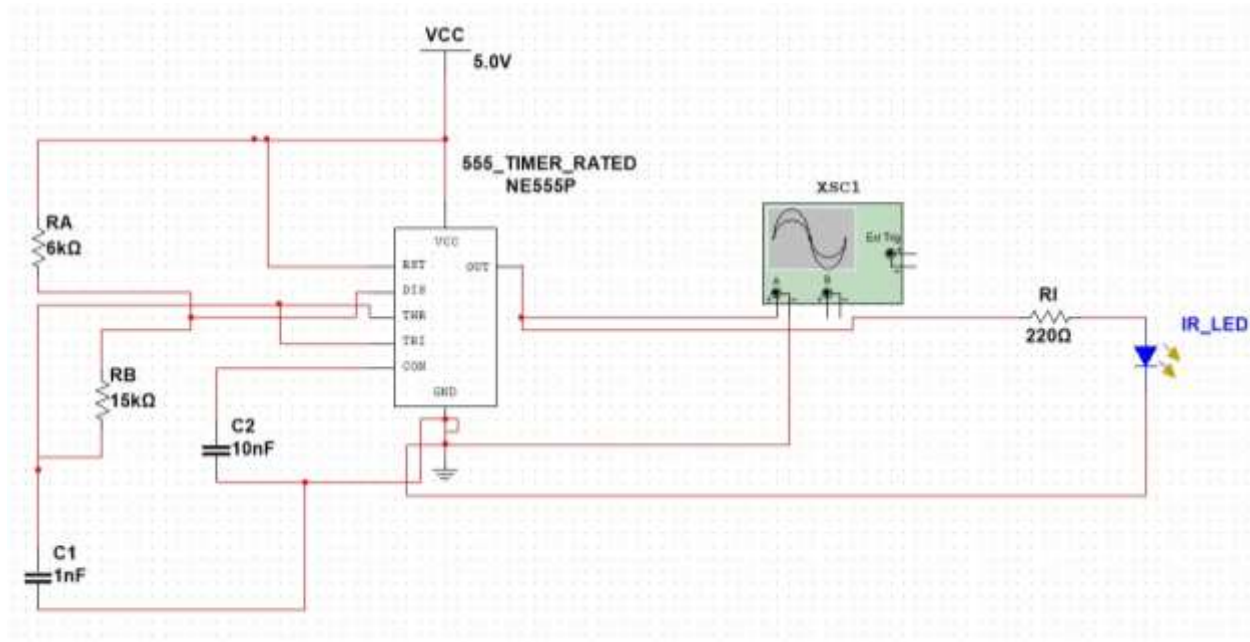 VCC
5.0V
555_TIMER_RATED
NE555P
XSC1
RA
6kΩ
VCC
RST
OUT
DIS
THR
TRI
CON
GND
Ext Trig
A
B
RI
220Ω
IR_LED
RB
15kΩ
C2
10nF
C1
1nF